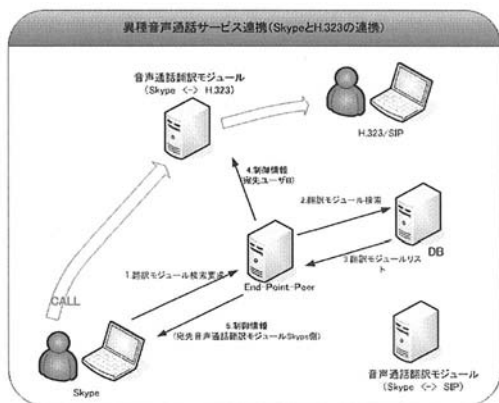 異種音声通話サービス連携(SkypeとH.323の連携)
音声通話翻訳モジュール
(Skype <-> H.323)
H.323/SIP
4.制御情報
(宛先ユーザID)
2.翻訳モジュール検索
DB
3.翻訳モジュールリス
ト
End-Point-Peer
1.翻訳モジュール検索要求
CALL
5.制御情報
(宛先音声通話翻訳モジュールSkype側)
Skype
音声通話翻訳モジュール
(Skype <-> SIP)